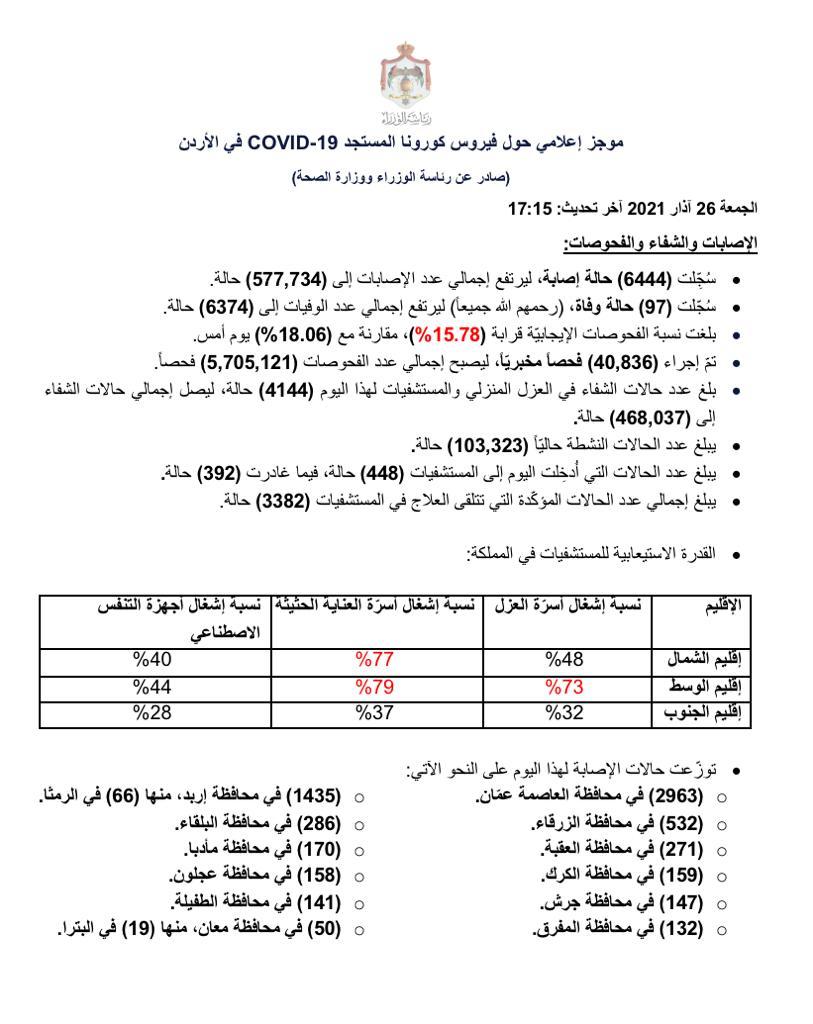 رئاسة الوزراء
موجز إعلامي حول فيروس كورونا المستجد COVID-19 في الأردن
(صادر عن رئاسة الوزراء ووزارة الصحة)
الجمعة 26 آذار 2021 آخر تحديث: 17:15
الإصابات والشفاء والفحوصات:
• سُجِّلت (6444) حالة إصابة، ليرتفع إجمالي عدد الإصابات إلى (577,734) حالة.
• سُجِّلت (97) حالة وفاة، (رحمهم الله جميعاً) ليرتفع إجمالي عدد الوفيات إلى (6374) حالة.
• بلغت نسبة الفحوصات الإيجابيّة قرابة (15.78%)، مقارنة مع (18.06%) يوم أمس.
• تمّ إجراء (40,836) فحصاً مخبريّاً، ليصبح إجمالي عدد الفحوصات (5,705,121) فحصاً.
• بلغ عدد حالات الشفاء في العزل المنزلي والمستشفيات لهذا اليوم (4144) حالة، ليصل إجمالي حالات الشفاء
إلى (468,037) حالة.
• يبلغ عدد الحالات النشطة حاليّاً (103,323) حالة.
• يبلغ عدد الحالات التي أُدخِلت اليوم إلى المستشفيات (448) حالة، فيما غادرت (392) حالة.
• يبلغ إجمالي عدد الحالات المؤكّدة التي تتلقى العلاج في المستشفيات (3382) حالة.
• القدرة الاستيعابية للمستشفيات في المملكة:
الإقليم نسبة إشغال أسرّة العزل نسبة إشغال أسرّة العناية الحثيثة نسبة إشغال أجهزة التنفس
الاصطناعي
إقليم الشمال %48 %77 %40
إقليم الوسط %73 %79 %44
إقليم الجنوب %32 %37 %28
• توزّعت حالات الإصابة لهذا اليوم على النحو الآتي:
○ (2963) في محافظة العاصمة عمّان. ○ (1435) في محافظة إربد، منها (66) في الرمثا.
○ (532) في محافظة الزرقاء. ○ (286) في محافظة البلقاء.
○ (271) في محافظة العقبة. ○ (170) في محافظة مأدبا.
○ (159) في محافظة الكرك. ○ (158) في محافظة عجلون.
○ (147) في محافظة جرش. ○ (141) في محافظة الطفيلة.
○ (132) في محافظة المفرق. ○ (50) في محافظة معان، منها (19) في البترا.